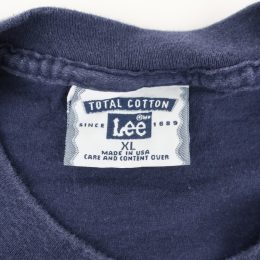 TOTAL COTTON
Lee
SINCE 1889
XL
MADE IN USA
CARE AND CONTENT OVER